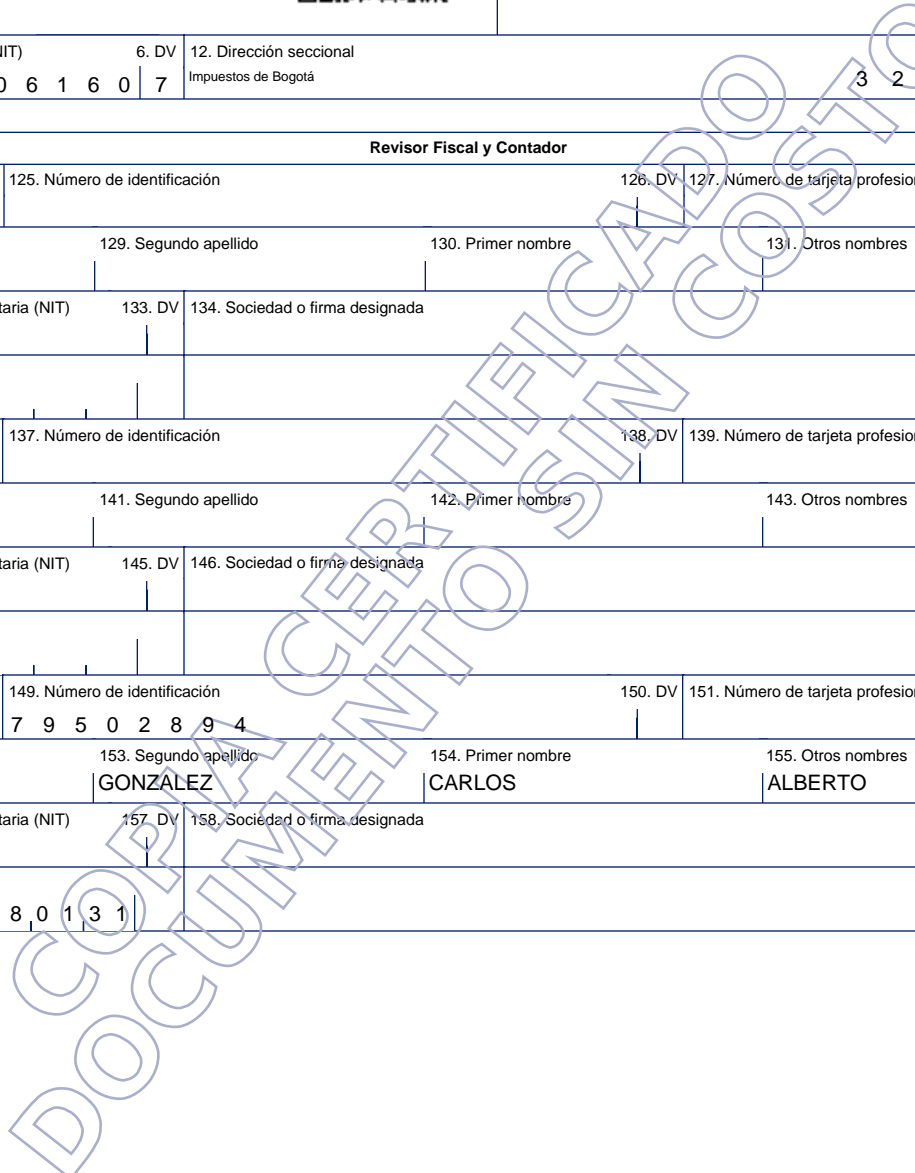 NIT) 6. DV 12. Dirección seccional
0 6 1 6 0 7 Impuestos de Bogotá 3 2
Revisor Fiscal y Contador
125. Número de identificación 126. DV 127. Número de tarjeta profesion
129. Segundo apellido 130. Primer nombre 131. Otros nombres
taria (NIT) 133. DV 134. Sociedad o firma designada
137. Número de identificación 138. DV 139. Número de tarjeta profesion
141. Segundo apellido 142. Primer nombre 143. Otros nombres
taria (NIT) 145. DV 146. Sociedad o firma designada
149. Número de identificación 150. DV 151. Número de tarjeta profesion
7 9 5 0 2 8 9 4
153. Segundo apellido 154. Primer nombre 155. Otros nombres
GONZALEZ CARLOS ALBERTO
taria (NIT) 157. DV 158. Sociedad o firma designada
8 0 1 3 1
COPIA CERTIFICADO
DOCUMENTO SIN COSTO